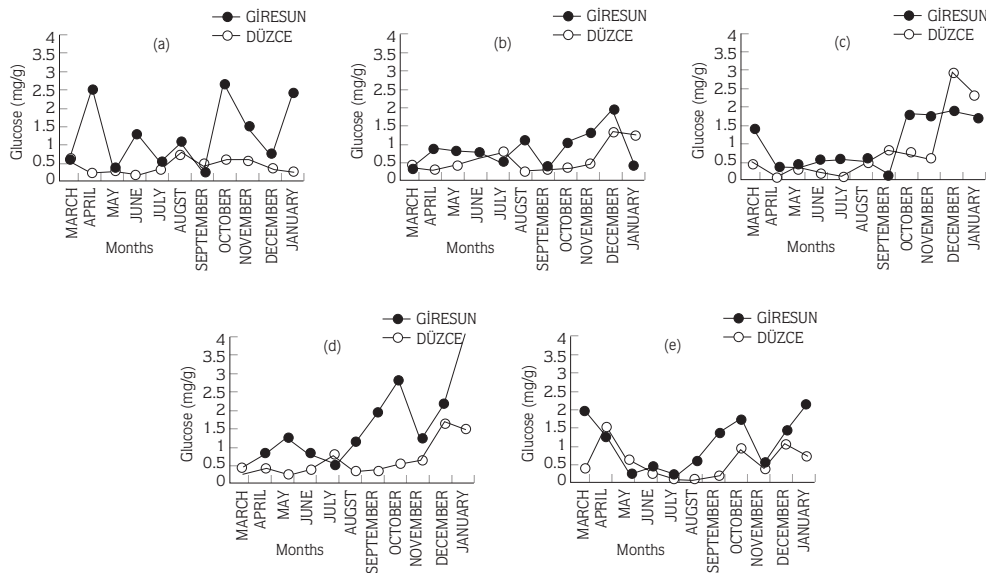 GİRESUN
DÜZCE
(a)
Glucose (mg/g)
4
3.5
3
2.5
2
1.5
1
0.5
0
MARCH
APRIL
MAY
JUNE
JULY
AUGST
SEPTEMBER
OCTOBER
NOVEMBER
DECEMBER
JANUARY
Months
GİRESUN
DÜZCE
(b)
Glucose (mg/g)
4
3.5
3
2.5
2
1.5
1
0.5
0
MARCH
APRIL
MAY
JUNE
JULY
AUGST
SEPTEMBER
OCTOBER
NOVEMBER
DECEMBER
JANUARY
Months
GİRESUN
DÜZCE
(c)
Glucose (mg/g)
4
3.5
3
2.5
2
1.5
1
0.5
0
MARCH
APRIL
MAY
JUNE
JULY
AUGST
SEPTEMBER
OCTOBER
NOVEMBER
DECEMBER
JANUARY
Months
GİRESUN
DÜZCE
(d)
Glucose (mg/g)
4
3.5
3
2.5
2
1.5
1
0.5
0
MARCH
APRIL
MAY
JUNE
JULY
AUGST
SEPTEMBER
OCTOBER
NOVEMBER
DECEMBER
JANUARY
Months
GİRESUN
DÜZCE
(e)
Glucose (mg/g)
4
3.5
3
2.5
2
1.5
1
0.5
0
MARCH
APRIL
MAY
JUNE
JULY
AUGST
SEPTEMBER
OCTOBER
NOVEMBER
DECEMBER
JANUARY
Months